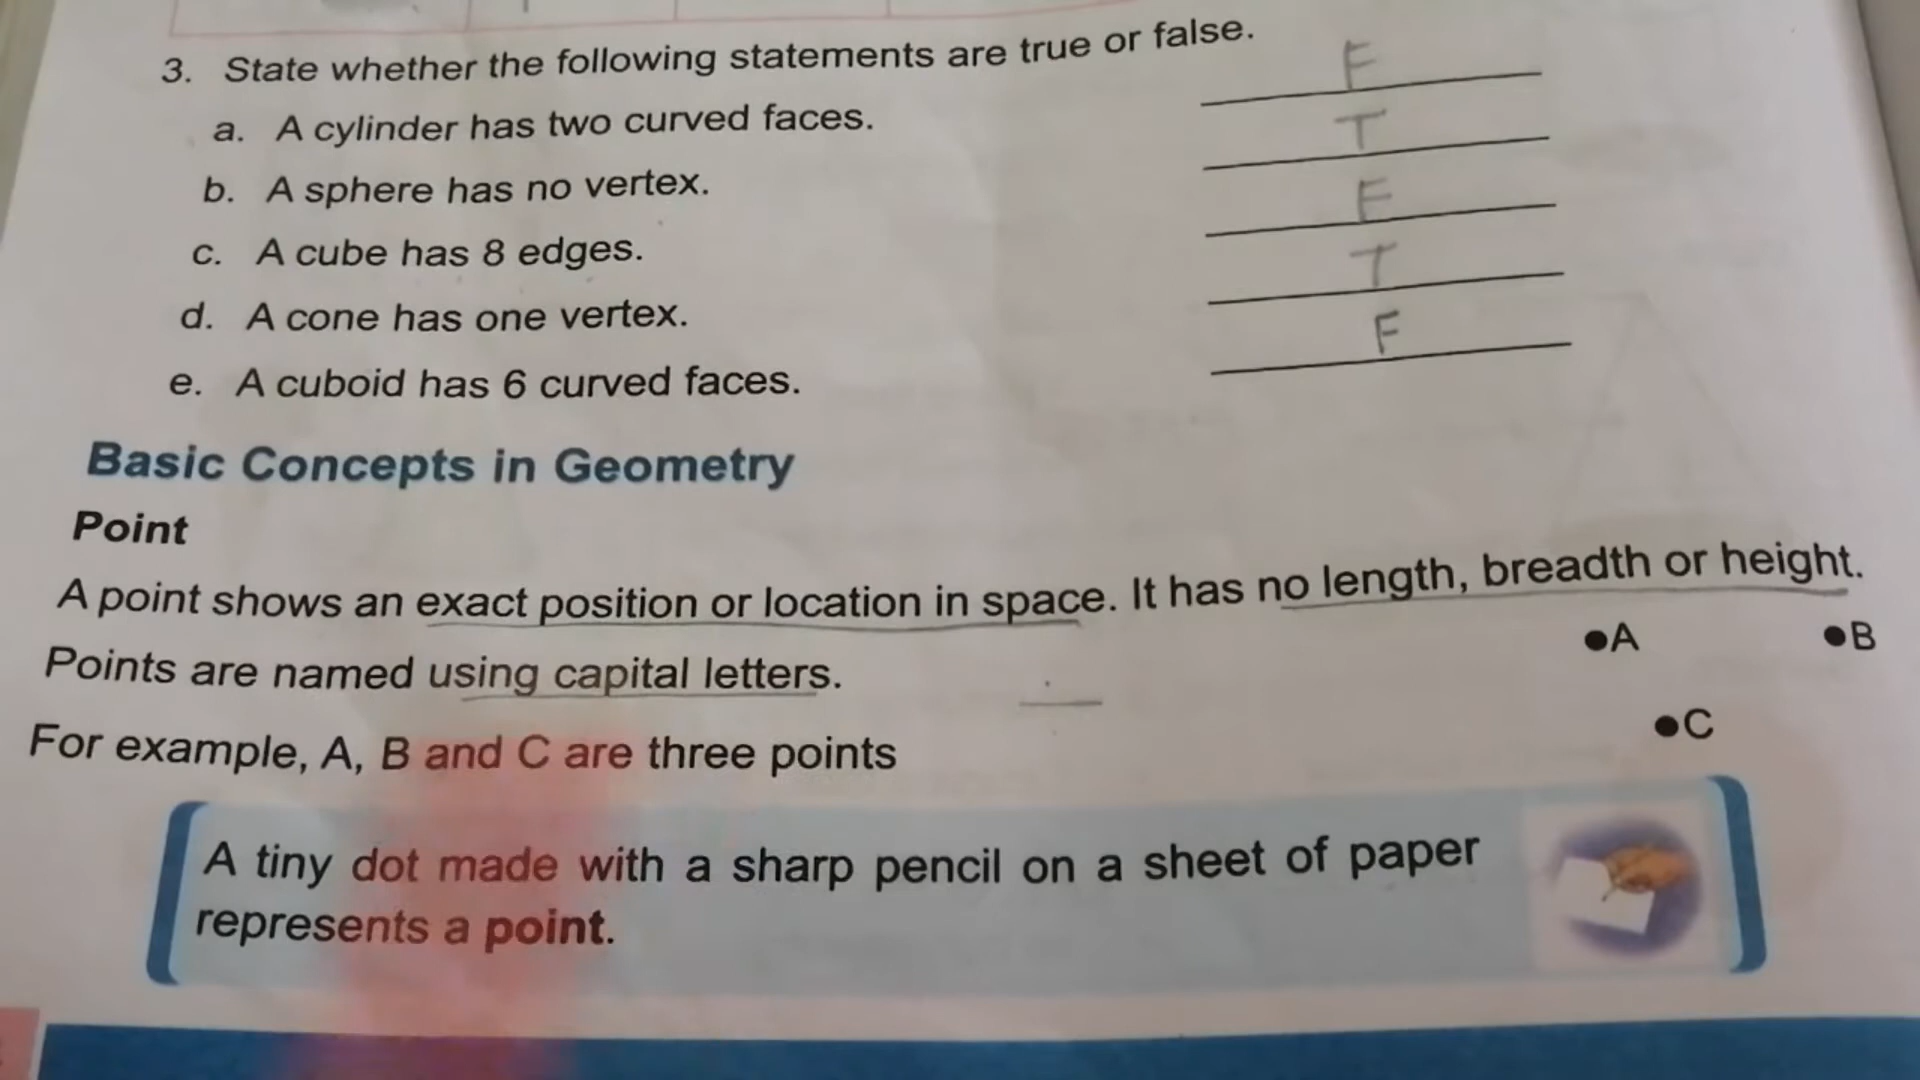 3. State whether the following statements are true or false.
a. A cylinder has two curved faces. F
b. A sphere has no vertex. T
c. A cube has 8 edges. F
d. A cone has one vertex. T
e. A cuboid has 6 curved faces. F
Basic Concepts in Geometry
Point
A point shows an exact position or location in space. It has no length, breadth or height.
Points are named using capital letters.
•A •B
•C
For example, A, B and C are three points
A tiny dot made with a sharp pencil on a sheet of paper
represents a point.